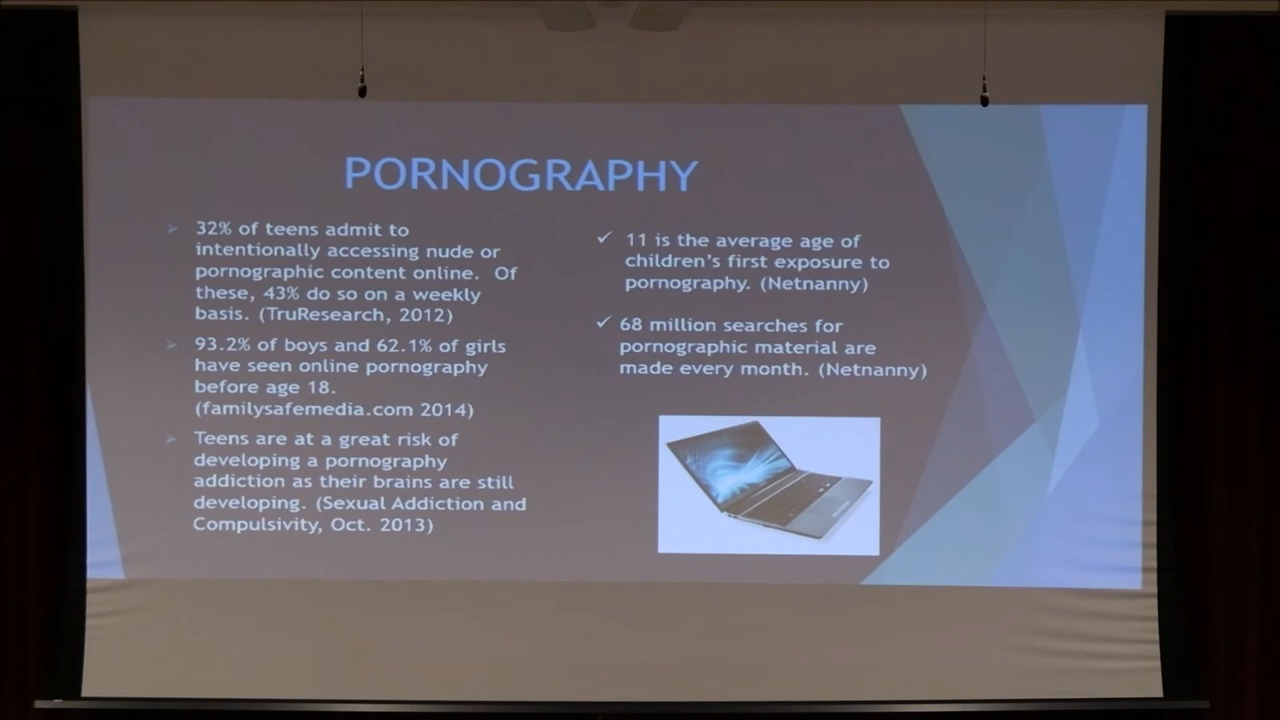 PORNOGRAPHY
32% of teens admit to
intentionally accessing nude or
pornographic content online. Of
these, 43% do so on a weekly
basis. (TruResearch, 2012)
93.2% of boys and 62.1% of girls
have seen online pornography
before age 18.
(familysafemedia.com 2014)
Teens are at a great risk of
developing a pornography
addiction as their brains are still
developing. (Sexual Addiction and
Compulsivity, Oct. 2013)
11 is the average age of
children's first exposure to
pornography. (Netnanny)
68 million searches for
pornographic material are
made every month. (Netnanny)